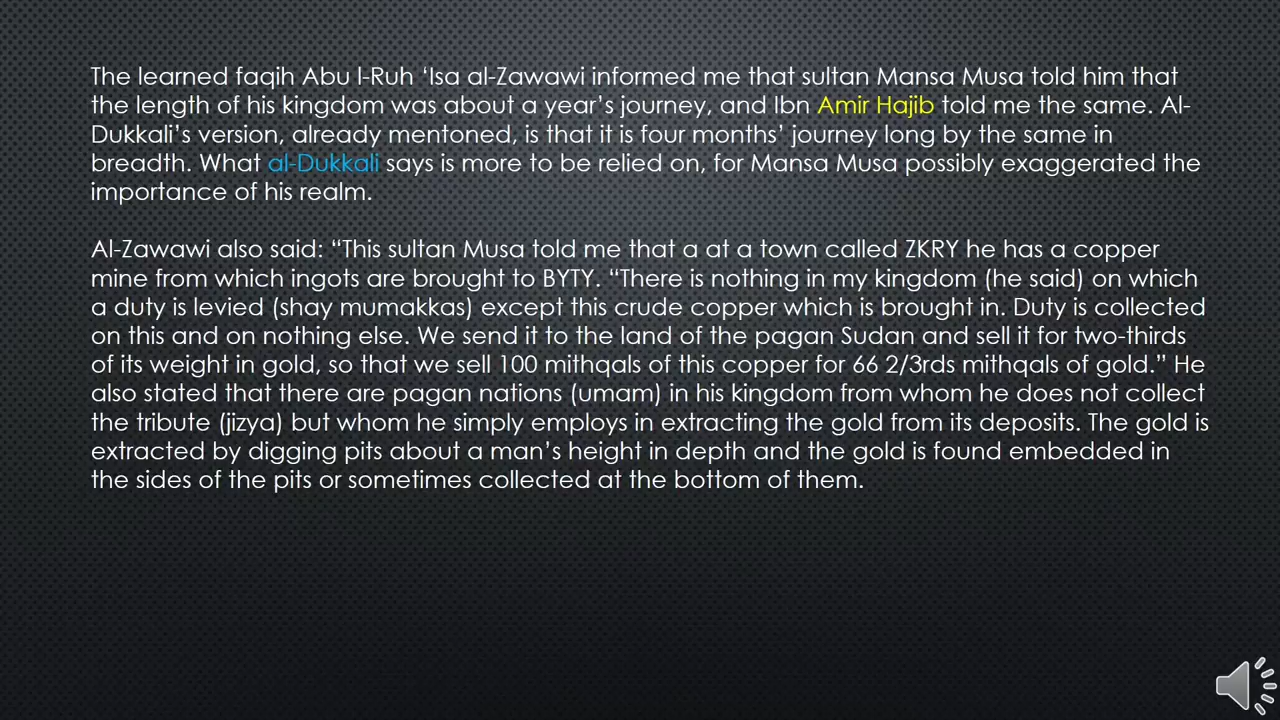 The learned faqih Abu l-Ruh ‘Isa al-Zawawi informed me that sultan Mansa Musa told him that
the length of his kingdom was about a year’s journey, and Ibn Amir Hajib told me the same. Al-
Dukkali’s version, already mentoned, is that it is four months’ journey long by the same in
breadth. What al-Dukkali says is more to be relied on, for Mansa Musa possibly exaggerated the
importance of his realm.
Al-Zawawi also said: “This sultan Musa told me that a at a town called ZKRY he has a copper
mine from which ingots are brought to BYTY. “There is nothing in my kingdom (he said) on which
a duty is levied (shay mumakkas) except this crude copper which is brought in. Duty is collected
on this and on nothing else. We send it to the land of the pagan Sudan and sell it for two-thirds
of its weight in gold, so that we sell 100 mithqals of this copper for 66 2/3rds mithqals of gold.” He
also stated that there are pagan nations (umam) in his kingdom from whom he does not collect
the tribute (jizya) but whom he simply employs in extracting the gold from its deposits. The gold is
extracted by digging pits about a man’s height in depth and the gold is found embedded in
the sides of the pits or sometimes collected at the bottom of them.